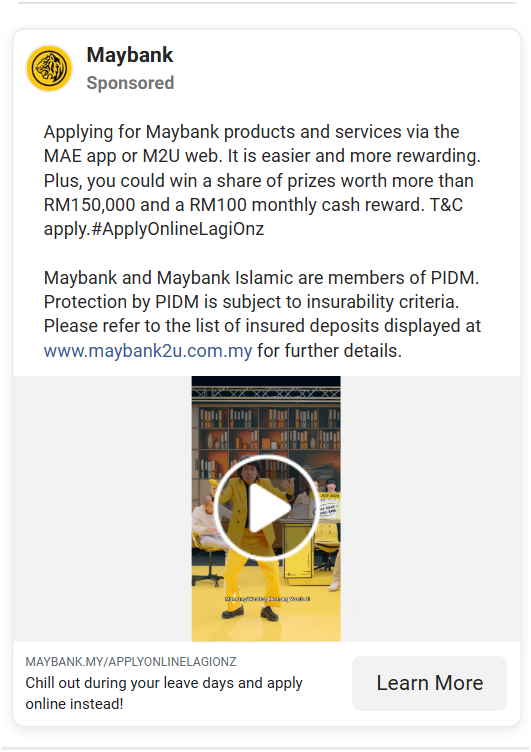 Maybank
Sponsored
Applying for Maybank products and services via the
MAE app or M2U web. It is easier and more rewarding.
Plus, you could win a share of prizes worth more than
RM150,000 and a RM100 monthly cash reward. T&C
apply.#ApplyOnlineLagiOnz
Maybank and Maybank Islamic are members of PIDM.
Protection by PIDM is subject to insurability criteria.
Please refer to the list of insured deposits displayed at
www.maybank2u.com.my for further details.
MAYBANK.MY/APPLYONLINELAGIONZ
Chill out during your leave days and apply
online instead!
Learn More